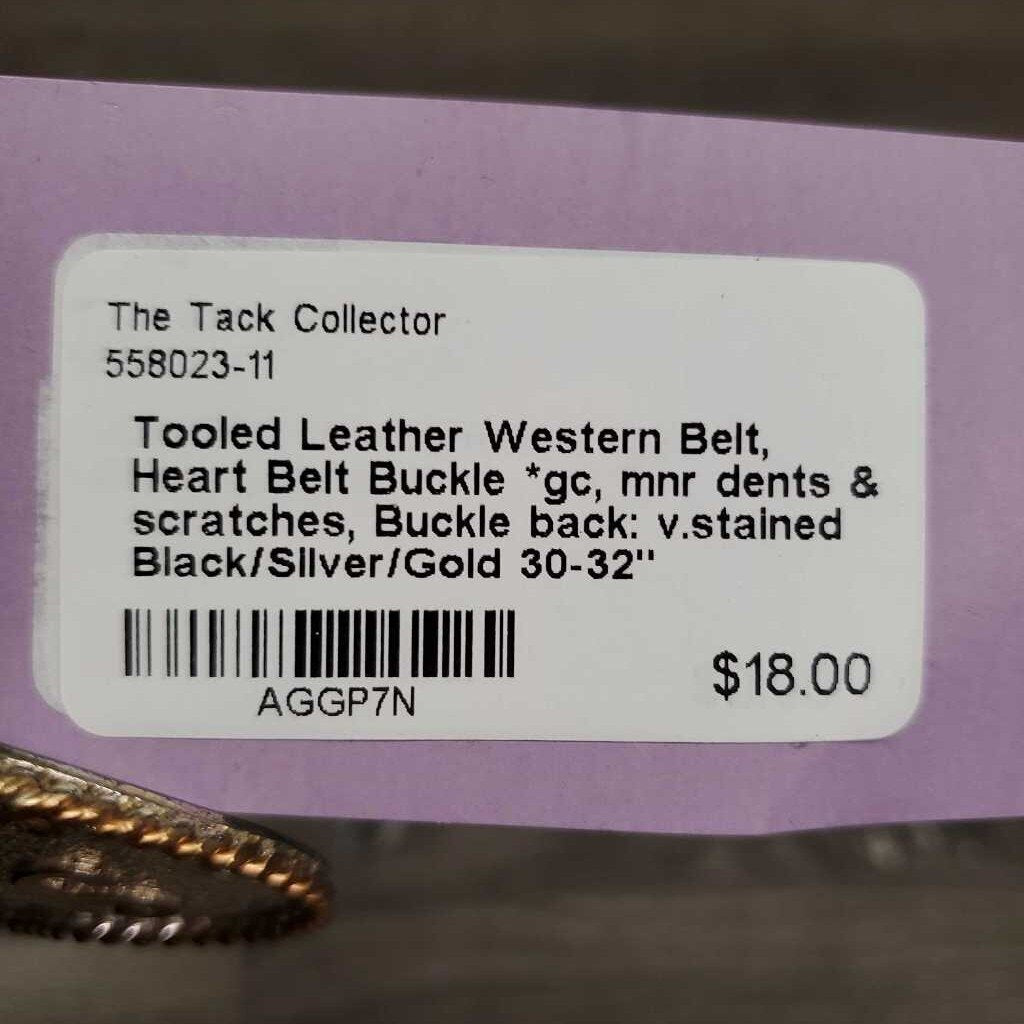 The Tack Collector
558023-11
Tooled Leather Western Belt,
Heart Belt Buckle *gc, mnr dents &
scratches, Buckle back: v.stained
Black/Silver/Gold 30-32"
AGGP7N
$18.00